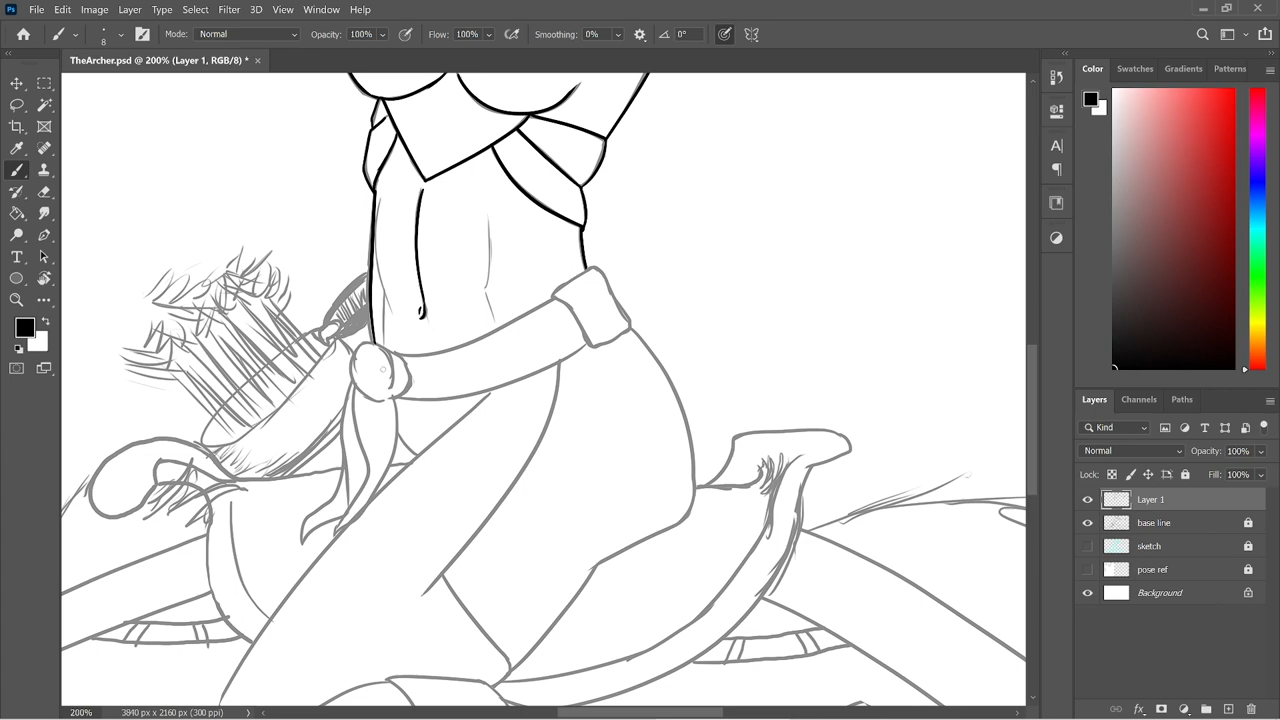 Ps File Edit Image Layer Type Select Filter 3D View Window Help
8 Mode: Normal Opacity: 100% Flow: 100% Smoothing: 0% 0°
TheArcher.psd @ 200% (Layer 1, RGB/8) * ×
Color Swatches Gradients Patterns
Layers Channels Paths
Kind
Normal Opacity: 100%
Lock: Fill: 100%
Layer 1
base line
sketch
pose ref
Background
200% 3840 px x 2160 px (300 ppi)